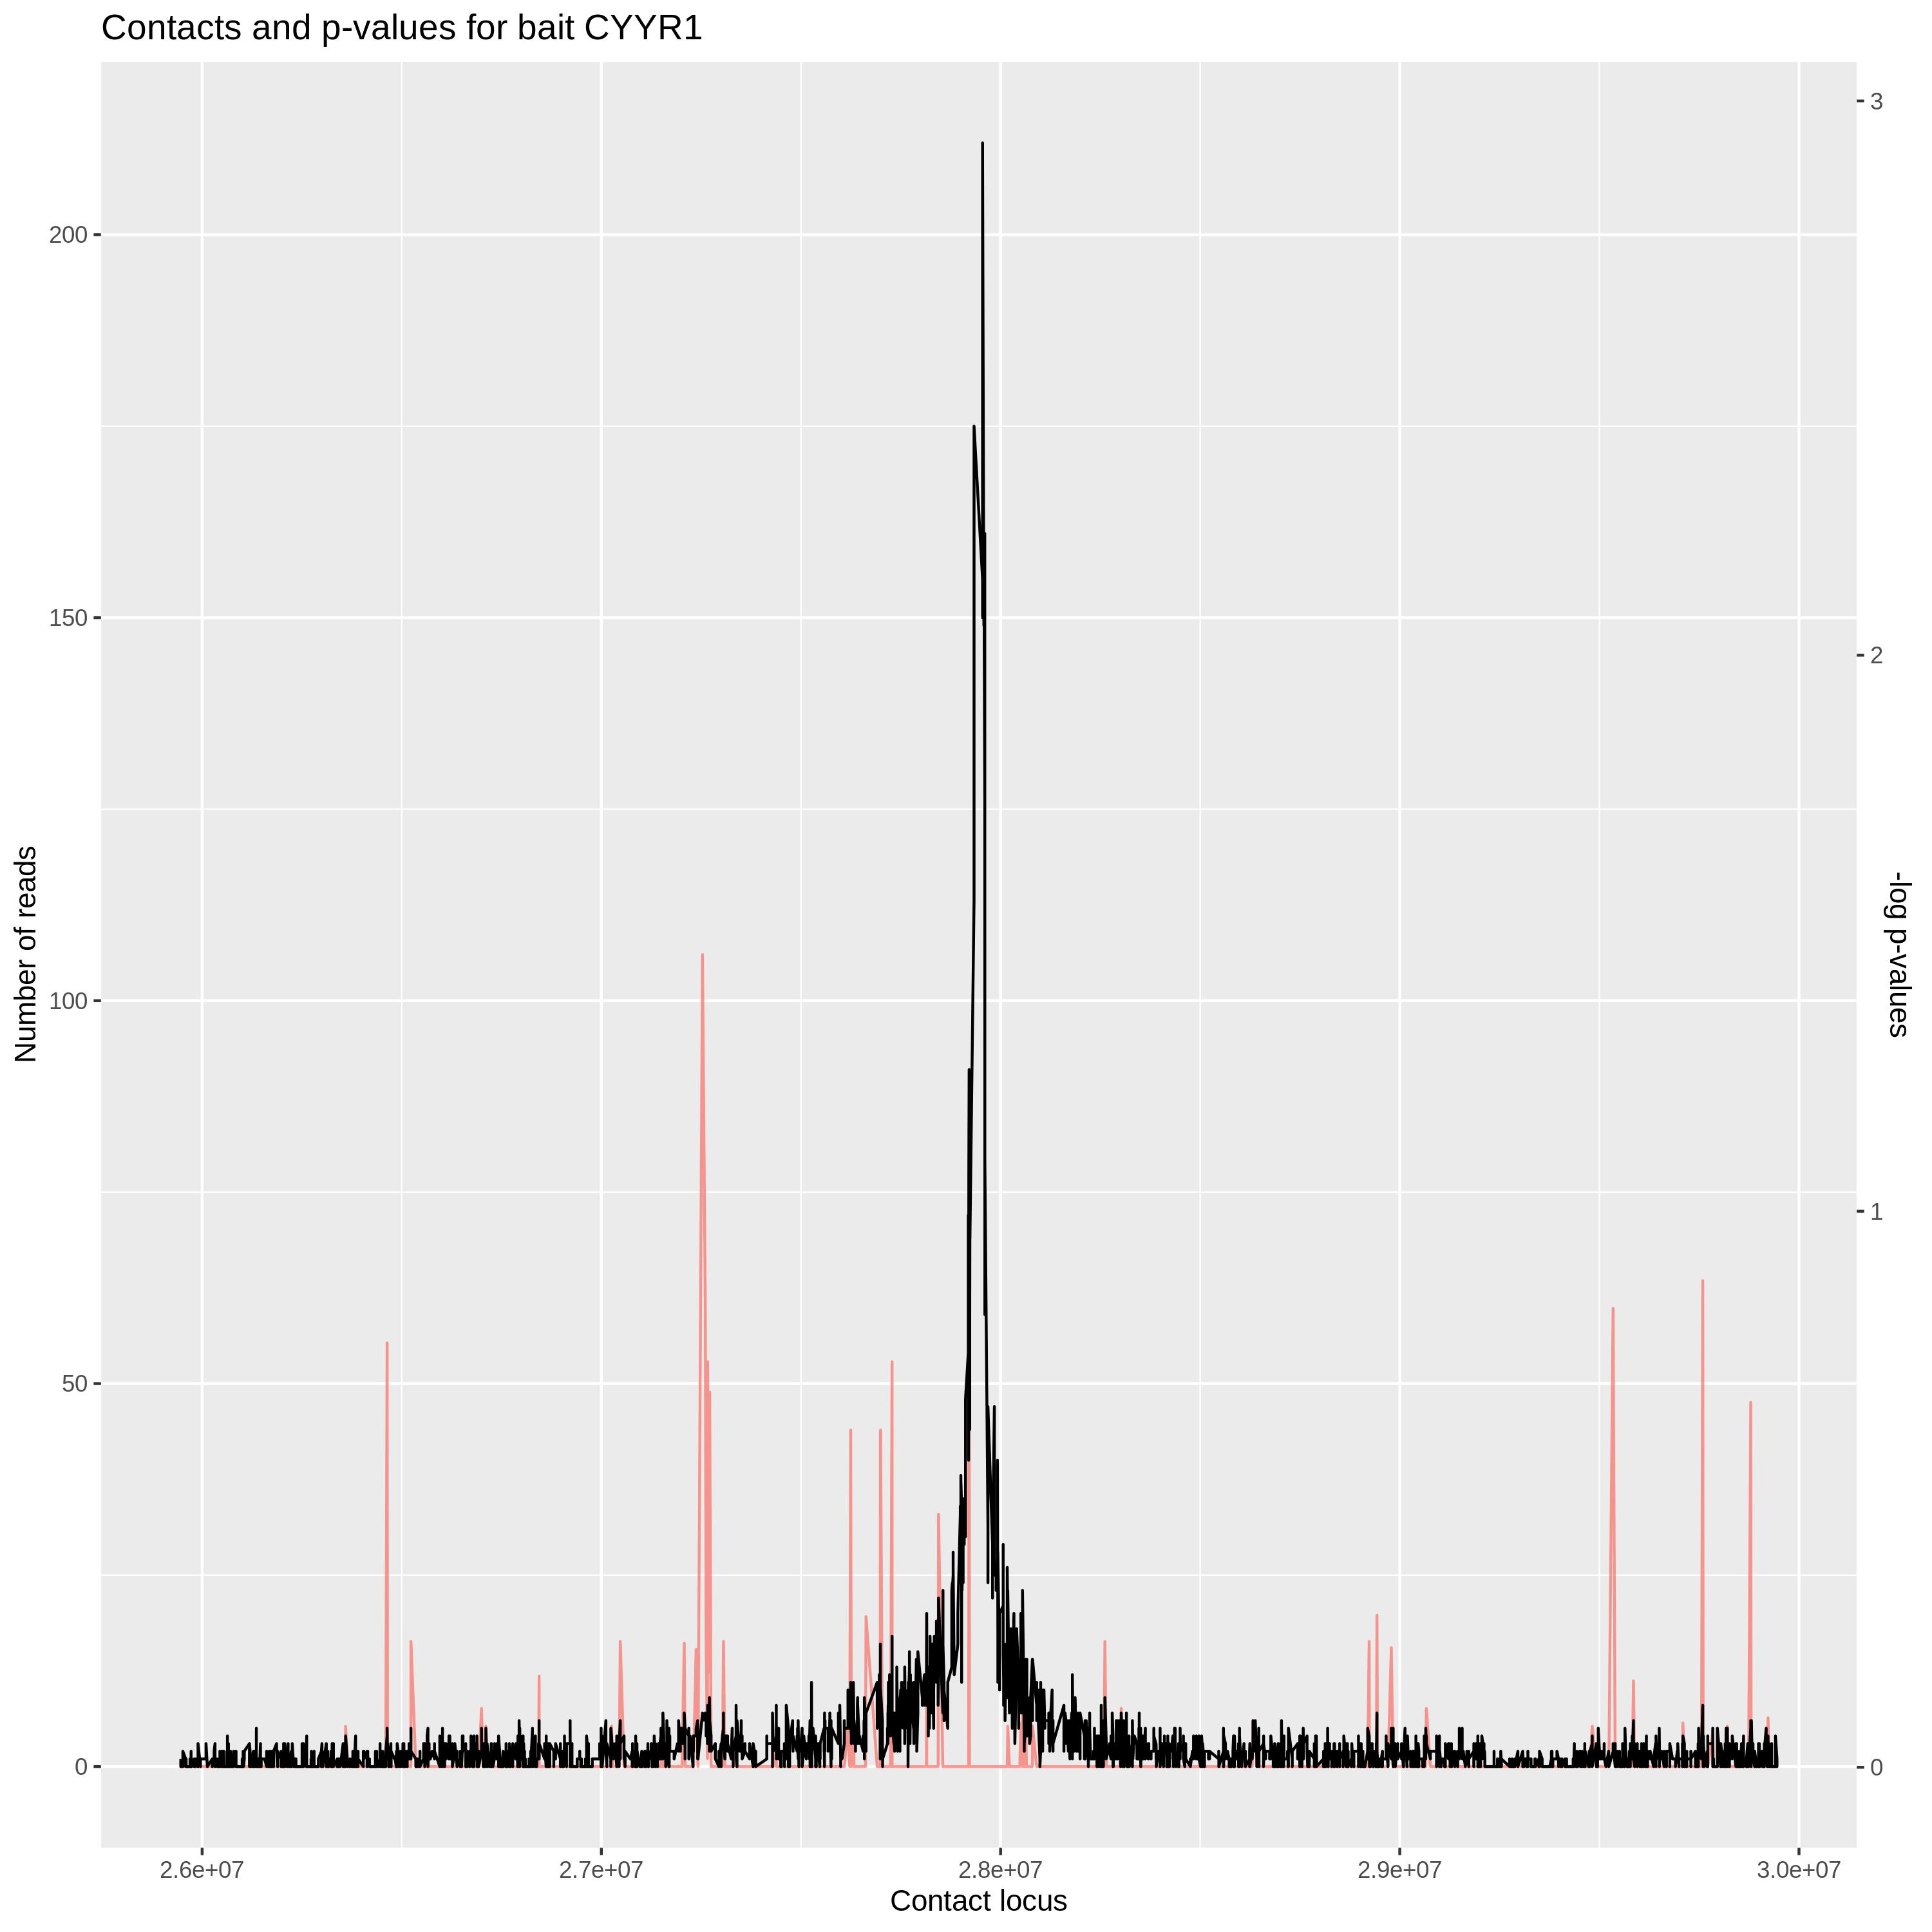 Contacts and p-values for bait CYYR1
Number of reads
200
150
100
50
0
3
2
1
0
-log p-values
2.6e+07
2.7e+07
2.8e+07
2.9e+07
3.0e+07
Contact locus